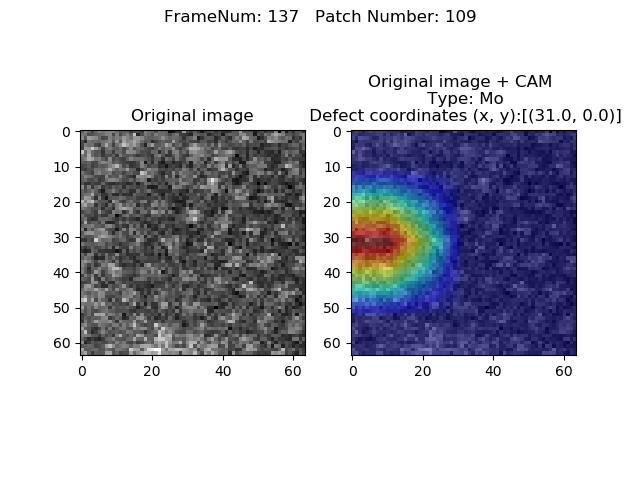 FrameNum: 137   Patch Number: 109
Original image
0
10
20
30
40
50
60
0 20 40 60
Original image + CAM
Type: Mo
Defect coordinates (x, y):[(31.0, 0.0)]
0
10
20
30
40
50
60
0 20 40 60